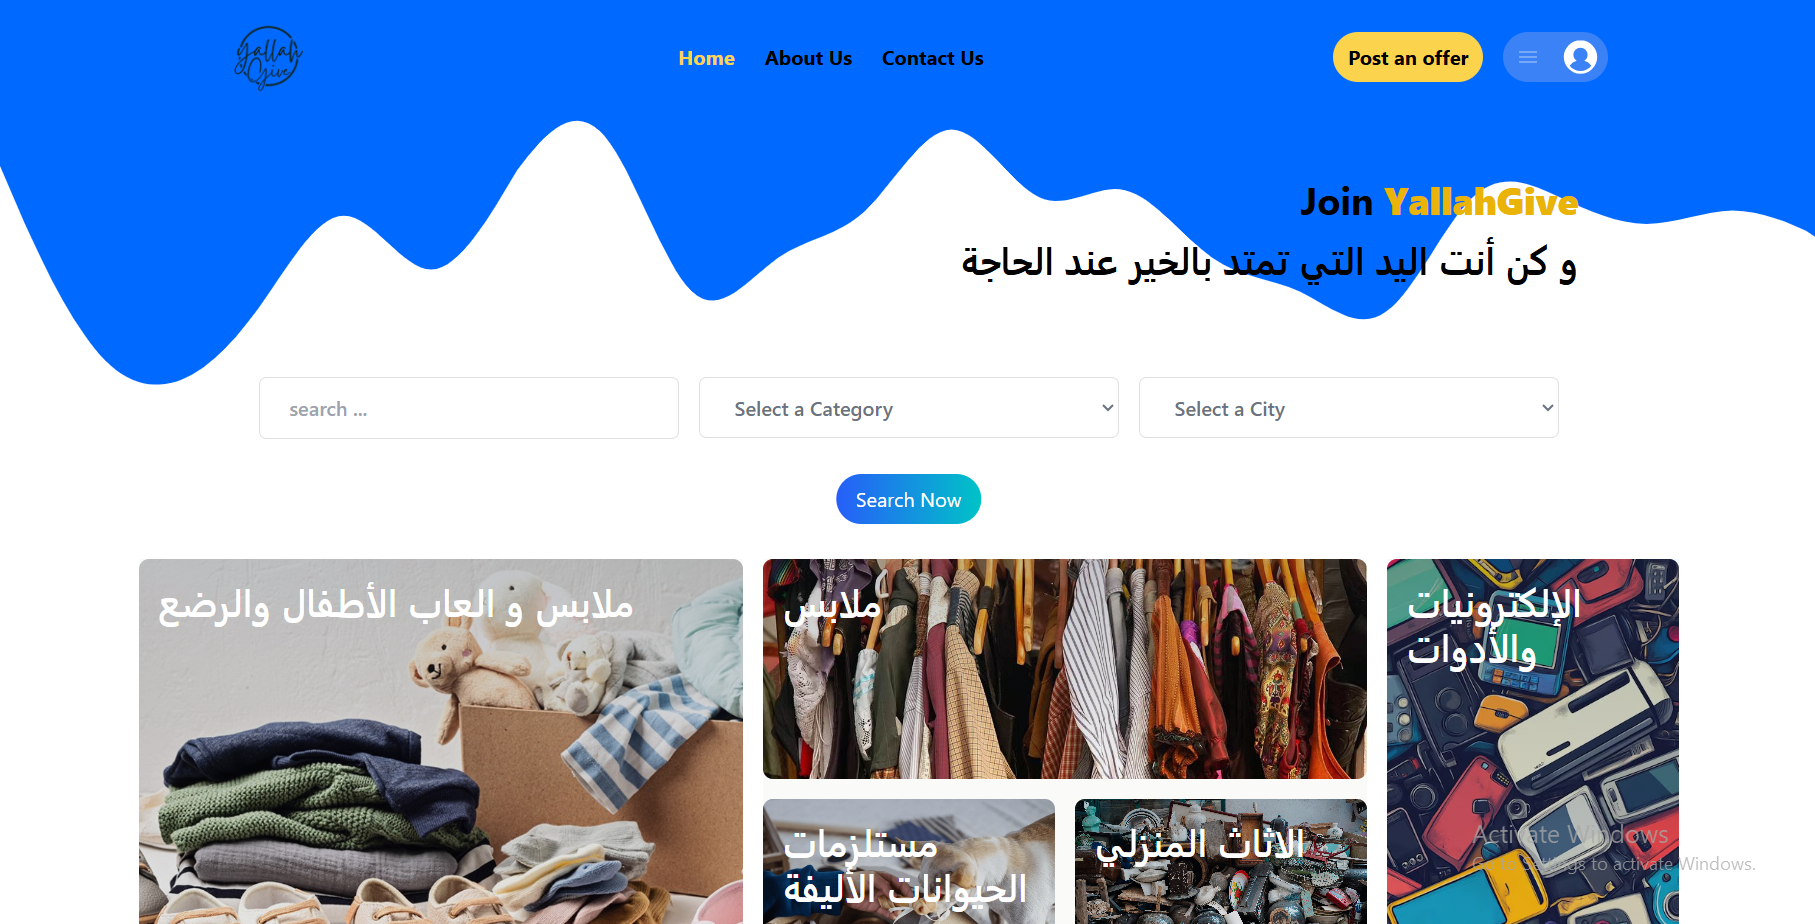 Yallah
Give
Home
About Us
Contact Us
Post an offer
Join YallahGive
و كن أنت اليد التي تمتد بالخير عند الحاجة
search ...
Select a Category
Select a City
Search Now
ملابس و العاب الأطفال والرضع
ملابس
الإلكترونيات
والأدوات
مستلزمات
الحيوانات الأليفة
الاثاث المنزلي
Activate Windows
Go to Settings to activate Windows.